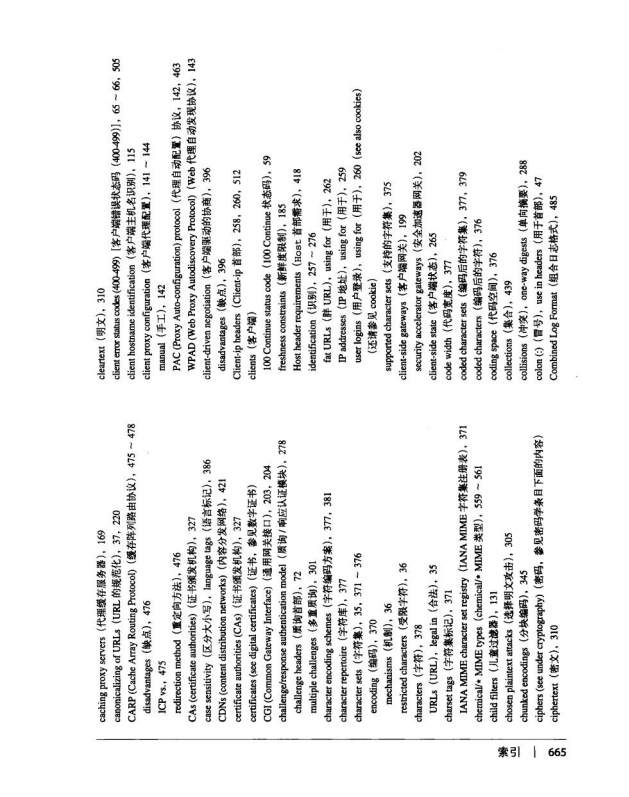 caching proxy servers（代理缓存服务器）, 169
canonicalizing of URLs（URL 的规范化）, 37, 220
CARP (Cache Array Routing Protocol)（缓存阵列路由协议）, 475 ~ 478
disadvantages（缺点）, 476
ICP vs., 475
redirection method（重定向方法）, 476
CAs (certificate authorities)（证书颁发机构）, 327
case sensitivity（区分大小写）, language tags（语言标记）, 386
CDNs (content distribution networks)（内容分发网络）, 421
certificate authorities (CAs)（证书颁发机构）, 327
certificates (see digital certificates)（证书，参见数字证书）
CGI (Common Gateway Interface)（通用网关接口）, 203, 204
challenge/response authentication model（质询 / 响应认证模块）, 278
challenge headers（质询首部）, 72
multiple challenges（多重质询）, 301
character encoding schemes（字符编码方案）, 377, 381
character repertoire（字符库）, 377
character sets（字符集）, 35, 371 ~ 376
encoding（编码）, 370
mechanisms（机制）, 36
restricted characters（受限字符）, 36
characters（字符）, 378
URLs（URL）, legal in（合法）, 35
charset tags（字符集标记）, 371
IANA MIME character set registry（IANA MIME 字符集注册表）, 371
chemical/* MIME types（chemical/* MIME 类型）, 559 ~ 561
child filters（儿童过滤器）, 131
chosen plaintext attacks（选择明文攻击）, 305
chunked encodings（分块编码）, 345
ciphers (see under cryptography)（密码，参见密码学条目下面的内容）
ciphertext（密文）, 310
cleartext（明文）, 310
client error status codes (400-499)（客户端错误状态码 (400-499)）], 65 ~ 66, 505
client hostname identification（客户端主机名识别）, 115
client proxy configuration（客户端代理配置）, 141 ~ 144
manual（手工）, 142
PAC (Proxy Auto-configuration) protocol（代理自动配置）协议, 142, 463
WPAD (Web Proxy Autodiscovery Protocol)（Web 代理自动发现协议）, 143
client-driven negotiation（客户端驱动的协商）, 396
disadvantages（缺点）, 396
Client-ip headers（Client-ip 首部）, 258, 260, 512
clients（客户端）
100 Continue status code（100 Continue 状态码）, 59
freshness constraints（新鲜度限制）, 185
Host header requirements（Host 首部需求）, 418
identification（识别）, 257 ~ 276
fat URLs（胖 URL）, using for（用于）, 262
IP addresses（IP 地址）, using for（用于）, 259
user logins（用户登录）, using for（用于）, 260 (see also cookies)
（还请参见 cookie）
supported character sets（支持的字符集）, 375
client-side gateways（客户端网关）, 199
security accelerator gateways（安全加速器网关）, 202
client-side state（客户端状态）, 265
code width（代码宽度）, 377
coded character sets（编码后的字符集）, 377, 379
coded characters（编码后的字符）, 376
coding space（代码空间）, 376
collections（集合）, 439
collisions（冲突）, one-way digests（单向摘要）, 288
colon (:)（冒号）, use in headers（用于首部）, 47
Combined Log Format（组合日志格式）, 485
索引 | 665